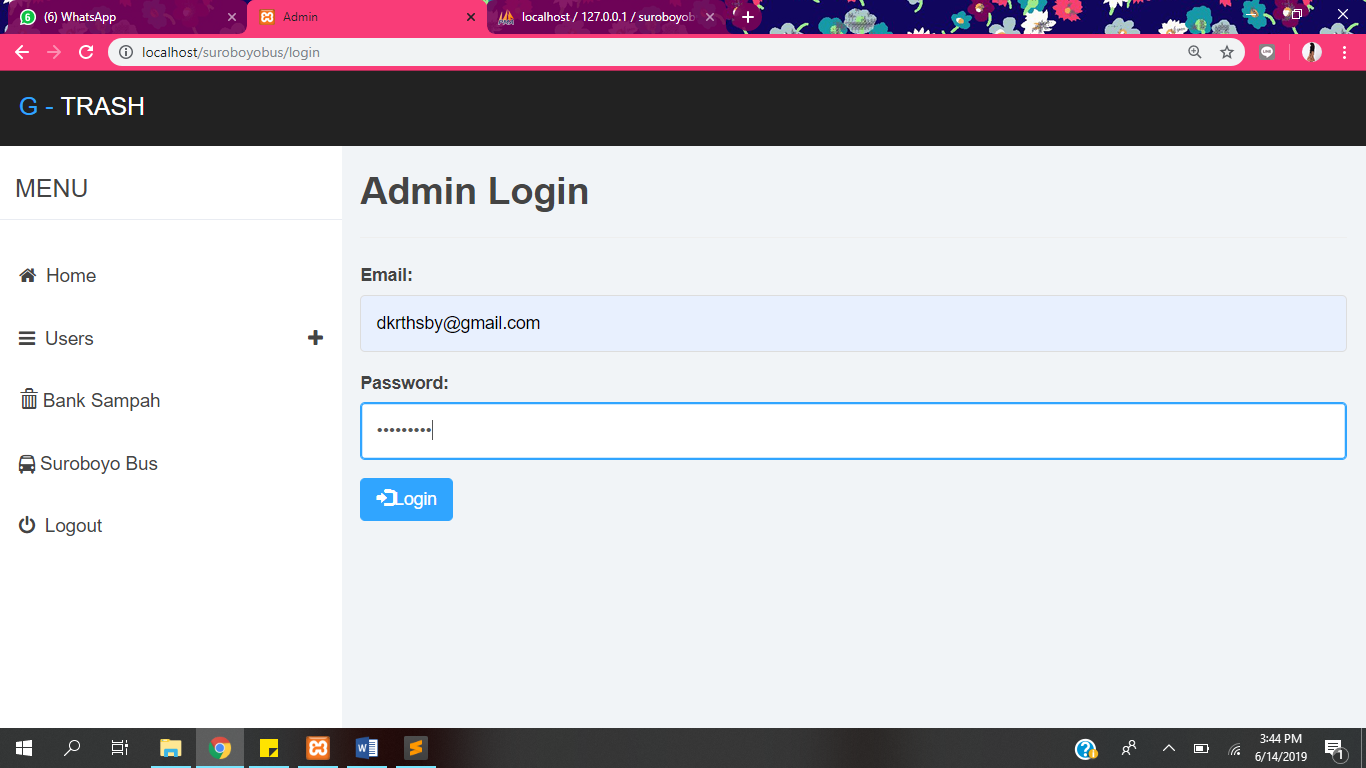 (6) WhatsApp
Admin
localhost / 127.0.0.1 / suroboyob
localhost/suroboyobus/login
G - TRASH
MENU
Home
Users
Bank Sampah
Suroboyo Bus
Logout
Admin Login
Email:
dkrthsby@gmail.com
Password:
•••••••••
Login
3:44 PM
6/14/2019
1